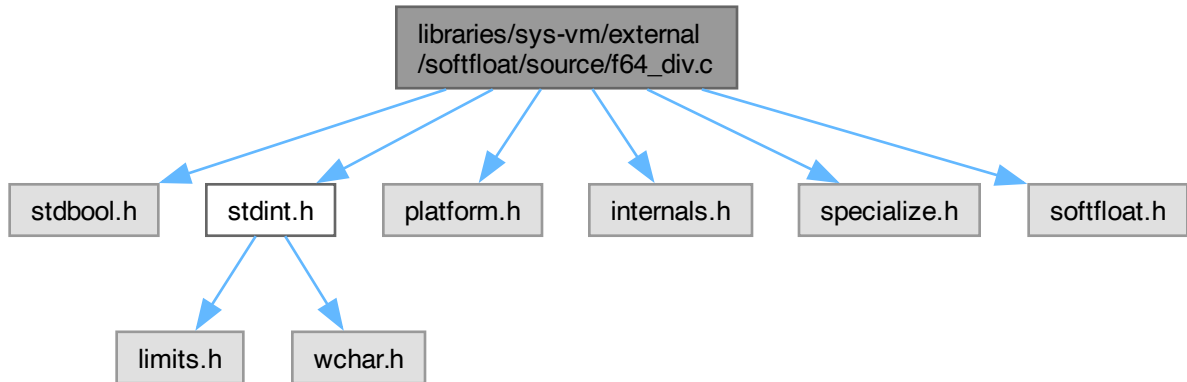 libraries/sys-vm/external
/softfloat/source/f64_div.c
stdbool.h
stdint.h
platform.h
internals.h
specialize.h
softfloat.h
limits.h
wchar.h